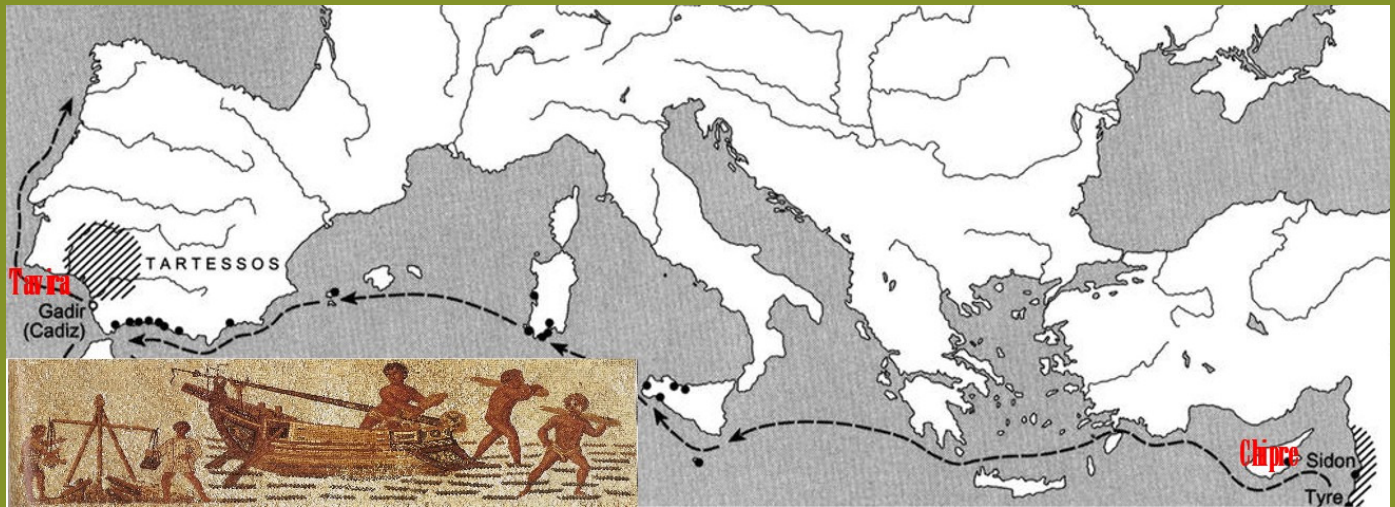 TARTESSOS
Tavira
Gadir
(Cadiz)
Chipre
Sidon
Tyre